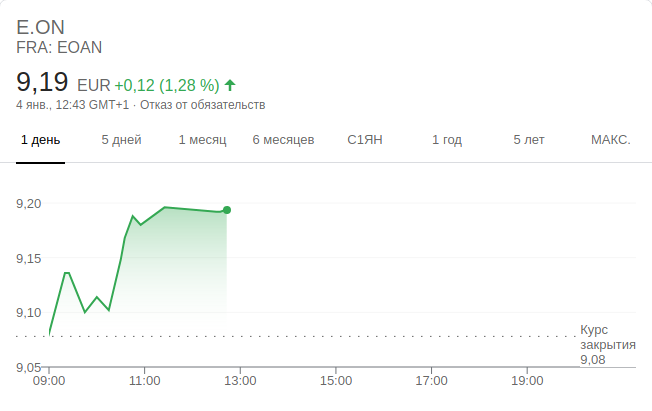 E.ON
FRA: EOAN
9,19 EUR +0,12 (1,28 %)
4 янв., 12:43 GMT+1 · Отказ от обязательств
1 день 5 дней 1 месяц 6 месяцев С1ЯН 1 год 5 лет МАКС.
9,20
9,15
9,10
Курс
закрытия
9,08
9,05
09:00 11:00 13:00 15:00 17:00 19:00